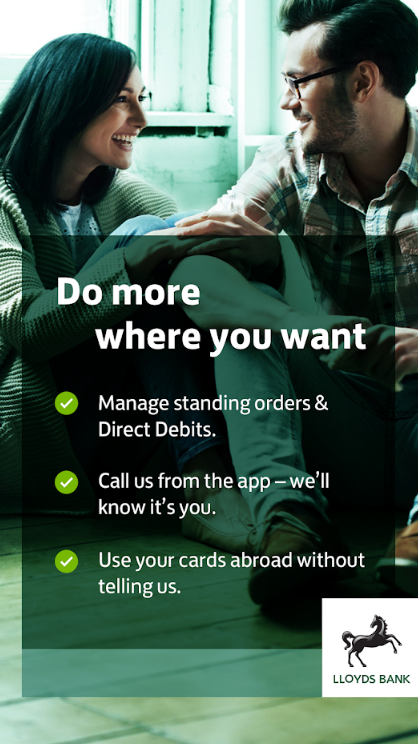 Do more
where you want
Manage standing orders &
Direct Debits.
Call us from the app – we’ll
know it’s you.
Use your cards abroad without
telling us.
LLOYDS BANK